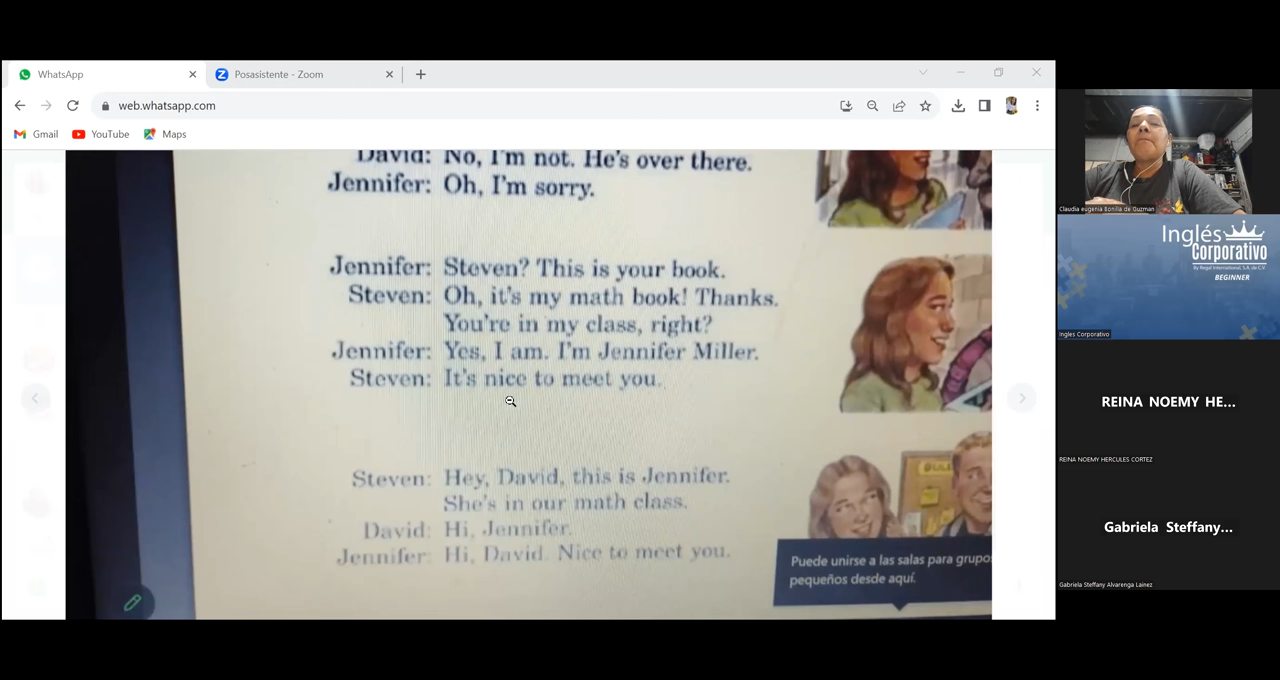 WhatsApp
Posasistente - Zoom
web.whatsapp.com
Gmail YouTube Maps
David: No, I'm not. He's over there.
Jennifer: Oh, I'm sorry.
Jennifer: Steven? This is your book.
Steven: Oh, it's my math book! Thanks.
You're in my class, right?
Jennifer: Yes, I am. I'm Jennifer Miller.
Steven: It's nice to meet you.
Steven: Hey, David, this is Jennifer.
She's in our math class.
David: Hi, Jennifer.
Jennifer: Hi, David. Nice to meet you.
Puede unirse a las salas para grupo
pequeños desde aquí.
Claudia eugenia Bonilla de Guzman
Inglés
Corporativo
by Regal International, S.A. de C.V.
BEGINNER
Ingles Corporativo
REINA NOEMY HE...
REINA NOEMY HERCULES CORTEZ
Gabriela Steffany...
Gabriela Steffany Alvarenga Lainez